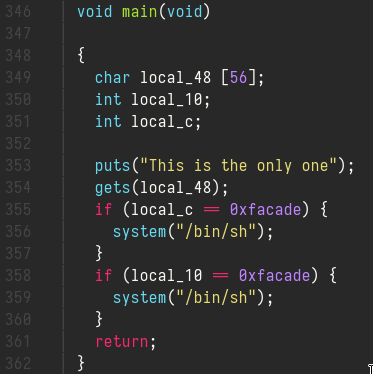 346 void main(void)
347
348 {
349 char local_48 [56];
350 int local_10;
351 int local_c;
352
353 puts("This is the only one");
354 gets(local_48);
355 if (local_c == 0xfacade) {
356 system("/bin/sh");
357 }
358 if (local_10 == 0xfacade) {
359 system("/bin/sh");
360 }
361 return;
362 }